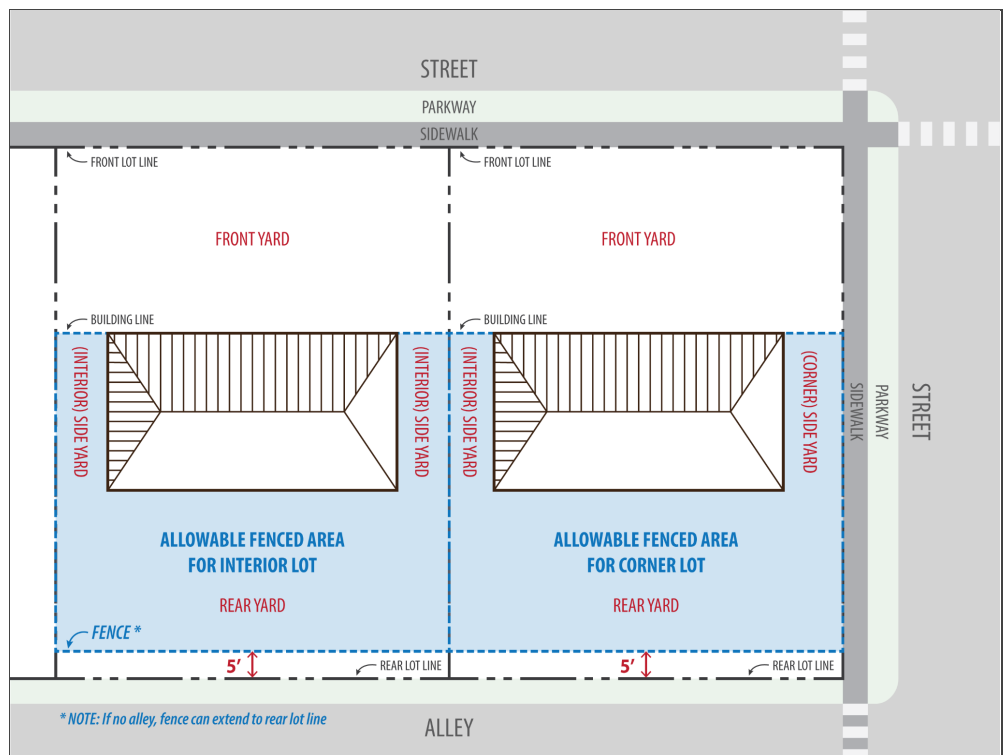 STREET
PARKWAY
SIDEWALK
FRONT LOT LINE
FRONT LOT LINE
FRONT YARD
FRONT YARD
BUILDING LINE
BUILDING LINE
(INTERIOR) SIDE YARD
(INTERIOR) SIDE YARD
(INTERIOR) SIDE YARD
(CORNER) SIDE YARD
SIDEWALK
PARKWAY
STREET
ALLOWABLE FENCED AREA
FOR INTERIOR LOT
ALLOWABLE FENCED AREA
FOR CORNER LOT
REAR YARD
REAR YARD
FENCE *
5’
REAR LOT LINE
5’
REAR LOT LINE
* NOTE: If no alley, fence can extend to rear lot line
ALLEY